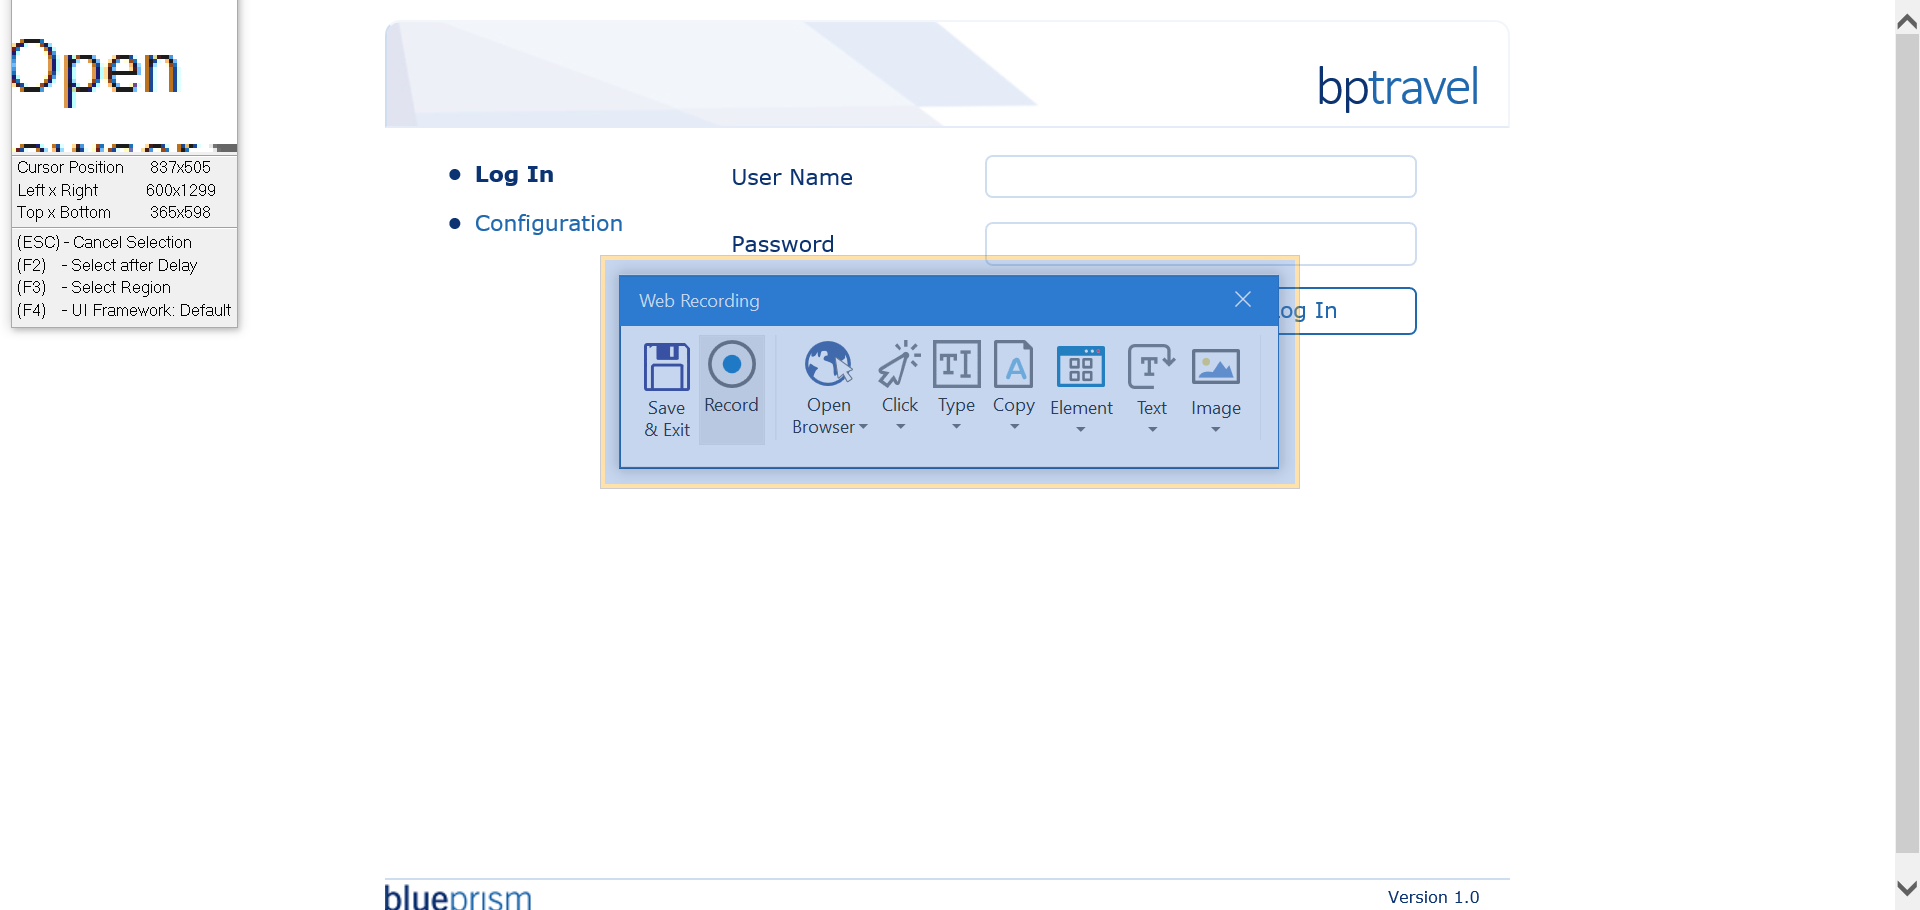 Open
Cursor Position 837x505
Left x Right 600x1299
Top x Bottom 365x598
(ESC) - Cancel Selection
(F2) - Select after Delay
(F3) - Select Region
(F4) - UI Framework: Default
bptravel
Log In
Configuration
User Name
Password
Log In
Web Recording
Save & Exit
Record
Open Browser
Click
Type
Copy
Element
Text
Image
blueprism
Version 1.0